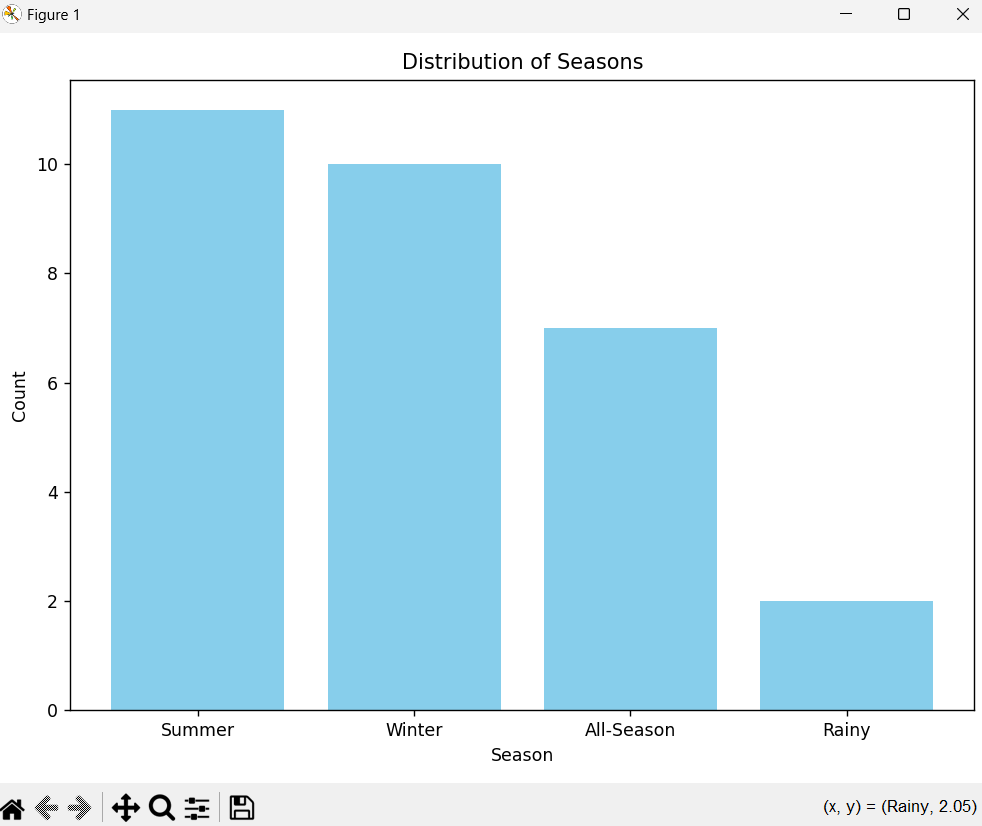 Figure 1
Distribution of Seasons
10
8
6
4
2
0
Count
Summer Winter All-Season Rainy
Season
(x, y) = (Rainy, 2.05)